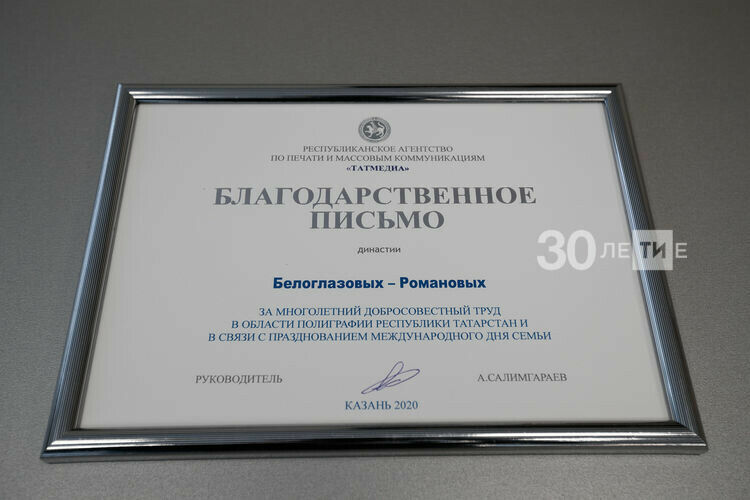 РЕСПУБЛИКАНСКОЕ АГЕНТСТВО
ПО ПЕЧАТИ И МАССОВЫМ КОММУНИКАЦИЯМ
«ТАТМЕДИА»
БЛАГОДАРСТВЕННОЕ
ПИСЬМО
династии
30 ЛЕТИЕ
Белоглазовых – Романовых
ЗА МНОГОЛЕТНИЙ ДОБРОСОВЕСТНЫЙ ТРУД
В ОБЛАСТИ ПОЛИГРАФИИ РЕСПУБЛИКИ ТАТАРСТАН И
В СВЯЗИ С ПРАЗДНОВАНИЕМ МЕЖДУНАРОДНОГО ДНЯ СЕМЬИ
РУКОВОДИТЕЛЬ А.САЛИМГАРАЕВ
КАЗАНЬ 2020